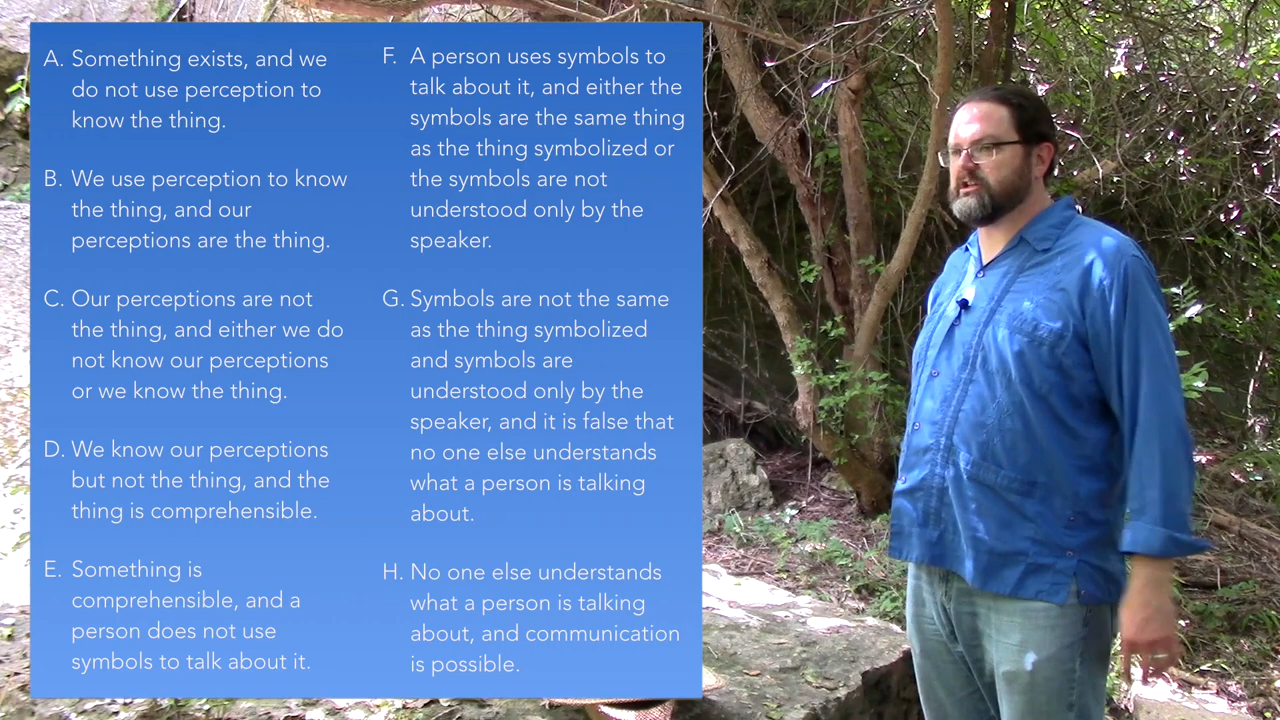 A. Something exists, and we
do not use perception to
know the thing.
B. We use perception to know
the thing, and our
perceptions are the thing.
C. Our perceptions are not
the thing, and either we do
not know our perceptions
or we know the thing.
D. We know our perceptions
but not the thing, and the
thing is comprehensible.
E. Something is
comprehensible, and a
person does not use
symbols to talk about it.
F. A person uses symbols to
talk about it, and either the
symbols are the same thing
as the thing symbolized or
the symbols are not
understood only by the
speaker.
G. Symbols are not the same
as the thing symbolized
and symbols are
understood only by the
speaker, and it is false that
no one else understands
what a person is talking
about.
H. No one else understands
what a person is talking
about, and communication
is possible.